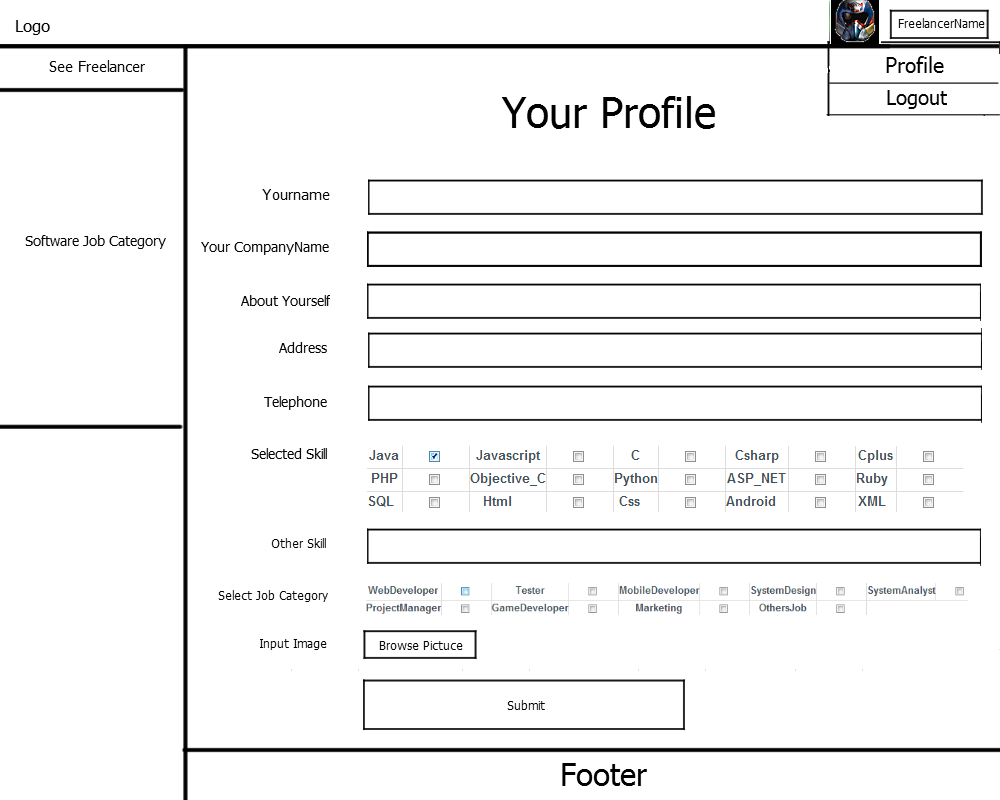 Logo
FreelancerName
See Freelancer
Profile
Logout
Your Profile
Yourname
Software Job Category
Your CompanyName
About Yourself
Address
Telephone
Selected Skill Java Javascript C Csharp Cplus
PHP Objective_C Python ASP_NET Ruby
SQL Html Css Android XML
Other Skill
Select Job Category WebDeveloper Tester MobileDeveloper SystemDesign SystemAnalyst
ProjectManager GameDeveloper Marketing OthersJob
Input Image Browse Pictuce
Submit
Footer